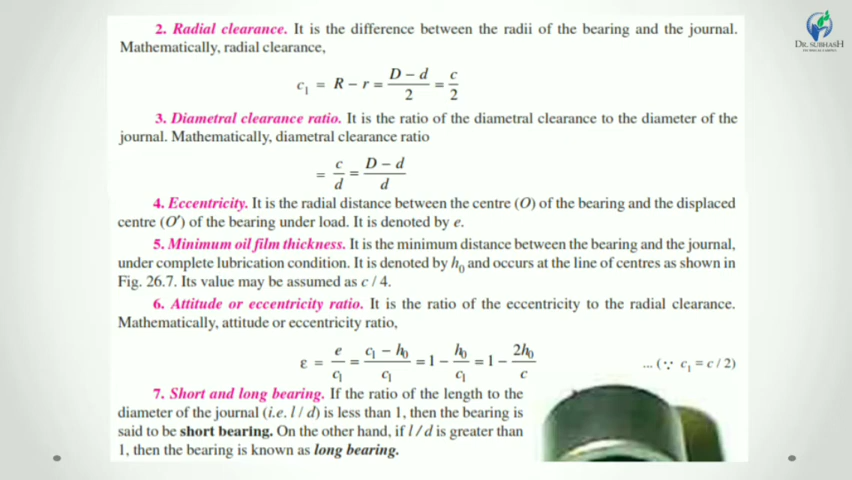 2. Radial clearance. It is the difference between the radii of the bearing and the journal.
Mathematically, radial clearance,
c₁ = R – r = (D – d)/2 = c/2
3. Diametral clearance ratio. It is the ratio of the diametral clearance to the diameter of the
journal. Mathematically, diametral clearance ratio
= c/d = (D – d)/d
4. Eccentricity. It is the radial distance between the centre (O) of the bearing and the displaced
centre (O′) of the bearing under load. It is denoted by e.
5. Minimum oil film thickness. It is the minimum distance between the bearing and the journal,
under complete lubrication condition. It is denoted by h₀ and occurs at the line of centres as shown in
Fig. 26.7. Its value may be assumed as c / 4.
6. Attitude or eccentricity ratio. It is the ratio of the eccentricity to the radial clearance.
Mathematically, attitude or eccentricity ratio,
ε = e/c₁ = (c₁ – h₀)/c₁ = 1 – h₀/c₁ = 1 – 2h₀/c ... (∵ c₁ = c / 2)
7. Short and long bearing. If the ratio of the length to the
diameter of the journal (i.e. l / d) is less than 1, then the bearing is
said to be short bearing. On the other hand, if l / d is greater than
1, then the bearing is known as long bearing.
DR. SUBHASH